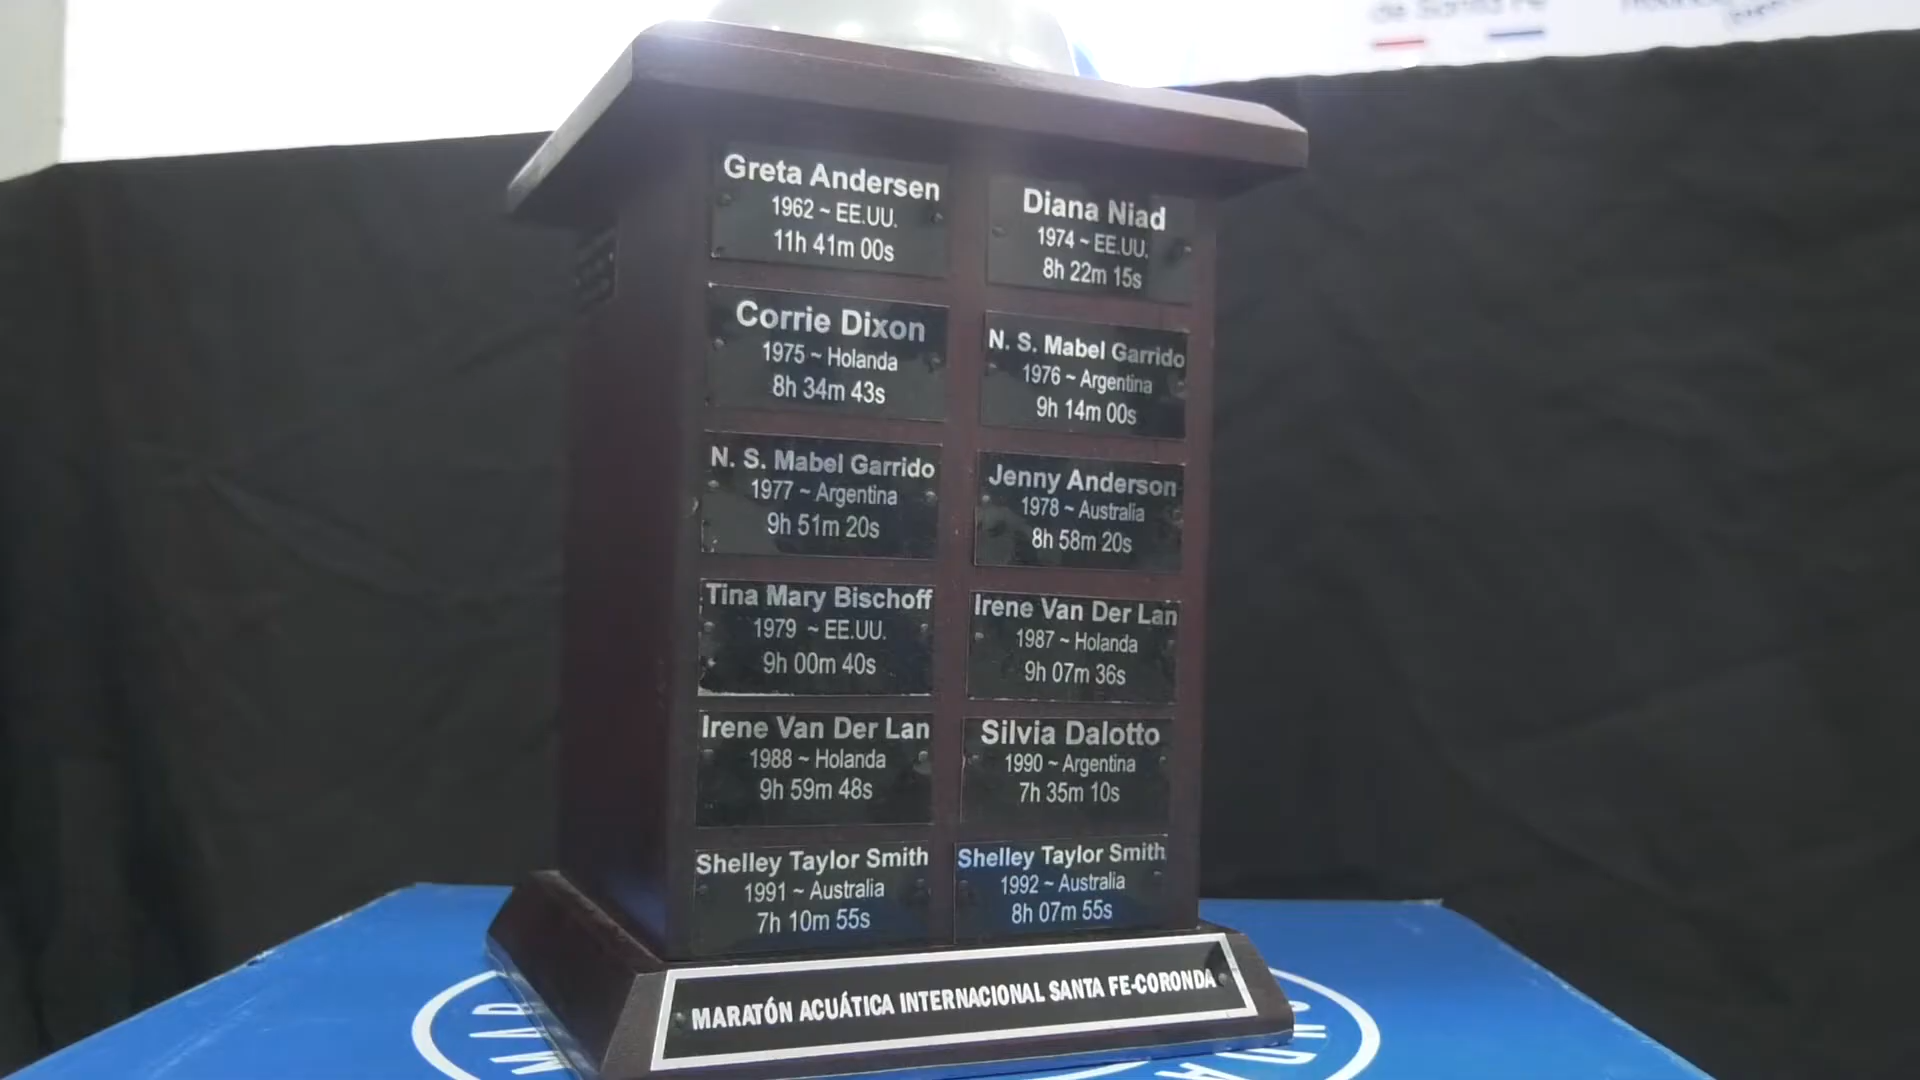 de Santa Fe
Greta Andersen
1962 ~ EE.UU.
11h 41m 00s
Diana Niad
1974 ~ EE.UU.
8h 22m 15s
Corrie Dixon
1975 ~ Holanda
8h 34m 43s
N. S. Mabel Garrido
1976 ~ Argentina
9h 14m 00s
N. S. Mabel Garrido
1977 ~ Argentina
9h 51m 20s
Jenny Anderson
1978 ~ Australia
8h 58m 20s
Tina Mary Bischoff
1979 ~ EE.UU.
9h 00m 40s
Irene Van Der Lan
1987 ~ Holanda
9h 07m 36s
Irene Van Der Lan
1988 ~ Holanda
9h 59m 48s
Silvia Dalotto
1990 ~ Argentina
7h 35m 10s
Shelley Taylor Smith
1991 ~ Australia
7h 10m 55s
Shelley Taylor Smith
1992 ~ Australia
8h 07m 55s
MARATÓN ACUÁTICA INTERNACIONAL SANTA FE-CORONDA